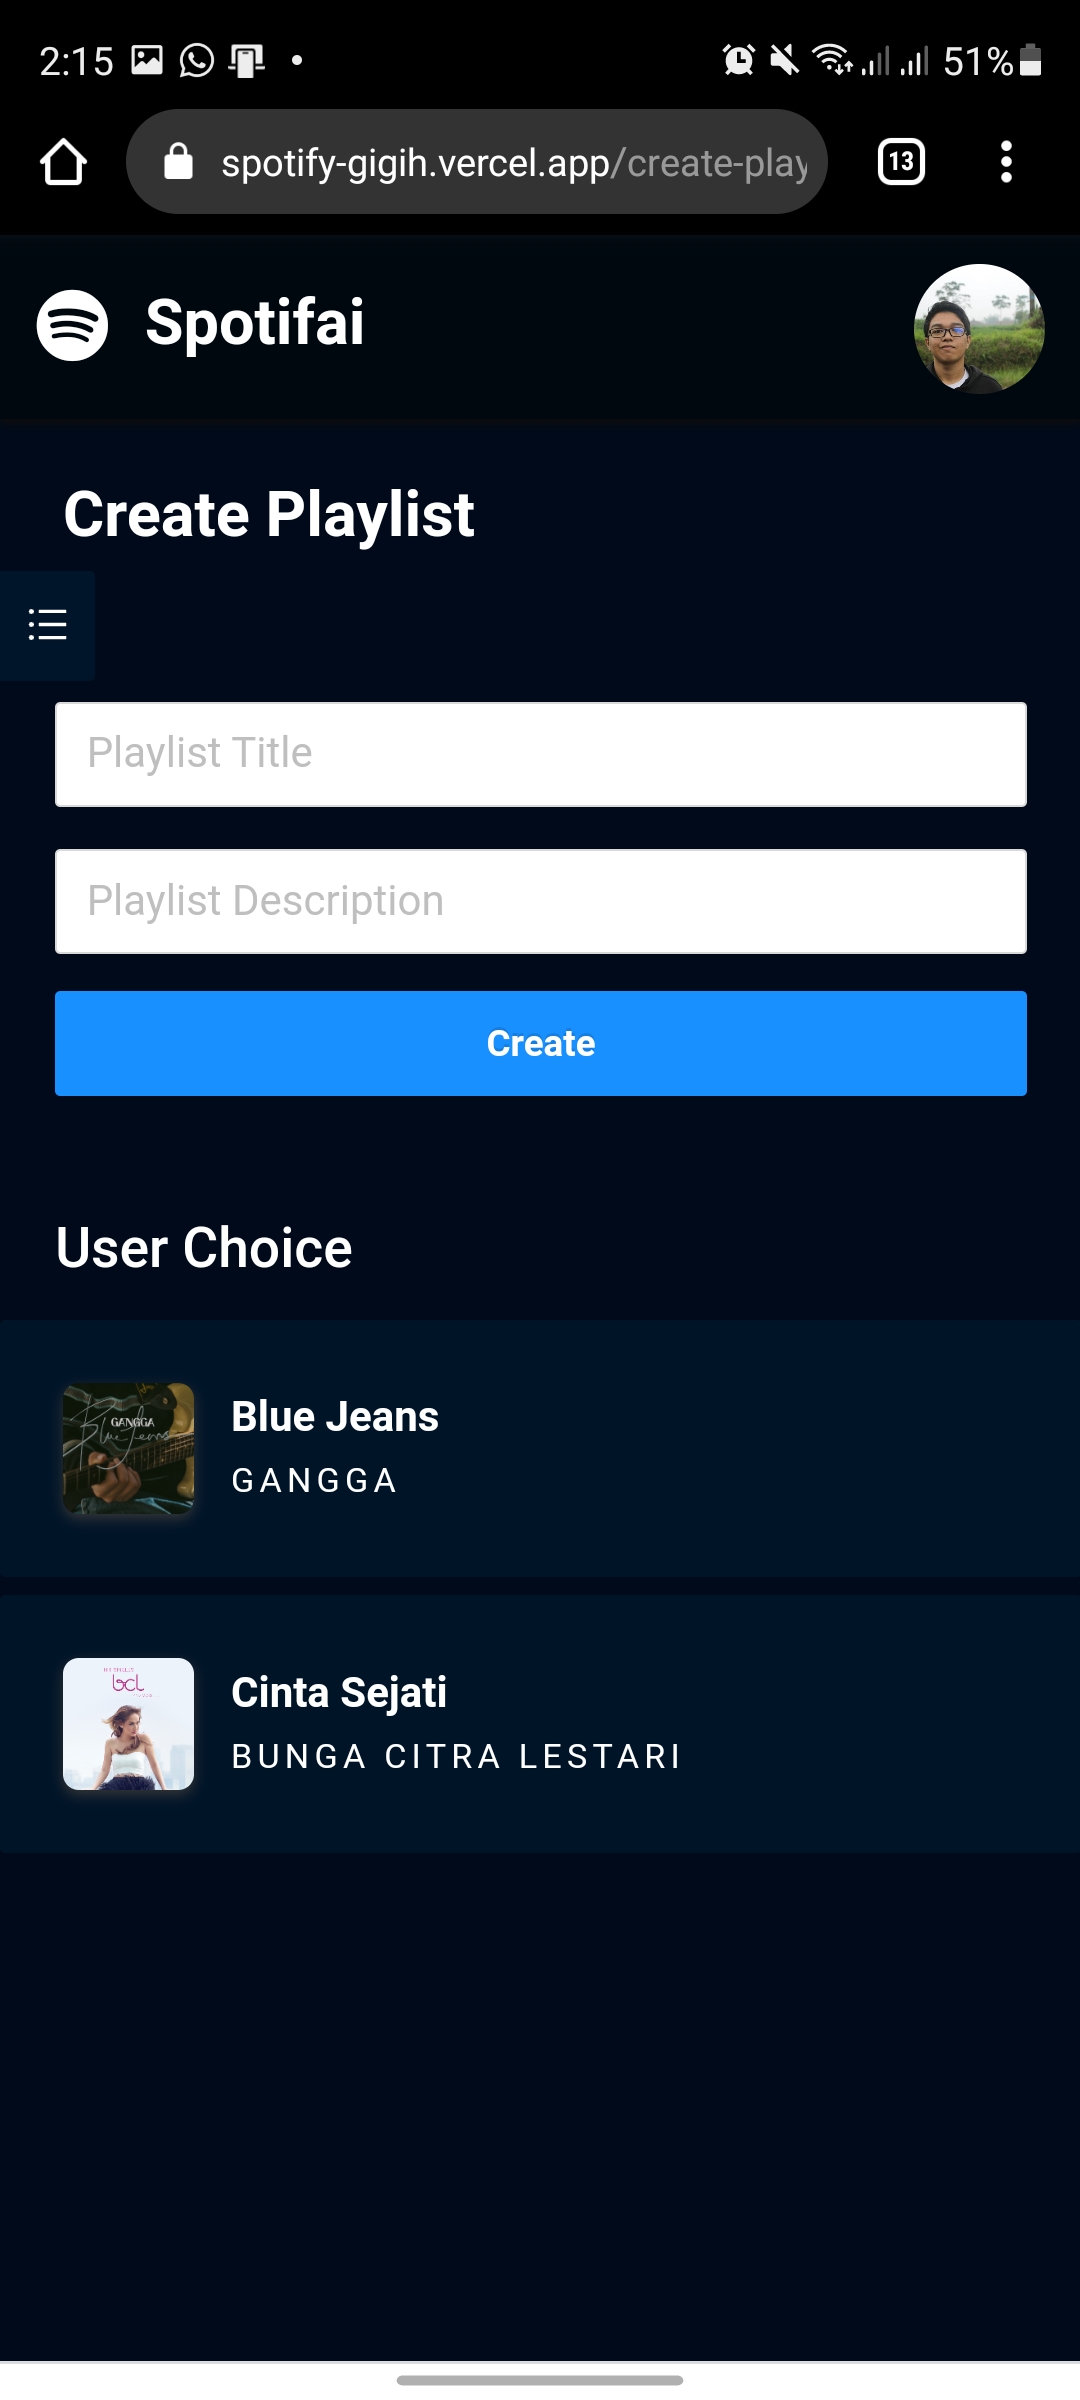 2:15
51%
spotify-gigih.vercel.app/create-play
13
Spotifai
Create Playlist
Playlist Title
Playlist Description
Create
User Choice
GANGGA
Blue Jeans
Blue Jeans
GANGGA
bcl
Cinta Sejati
BUNGA CITRA LESTARI